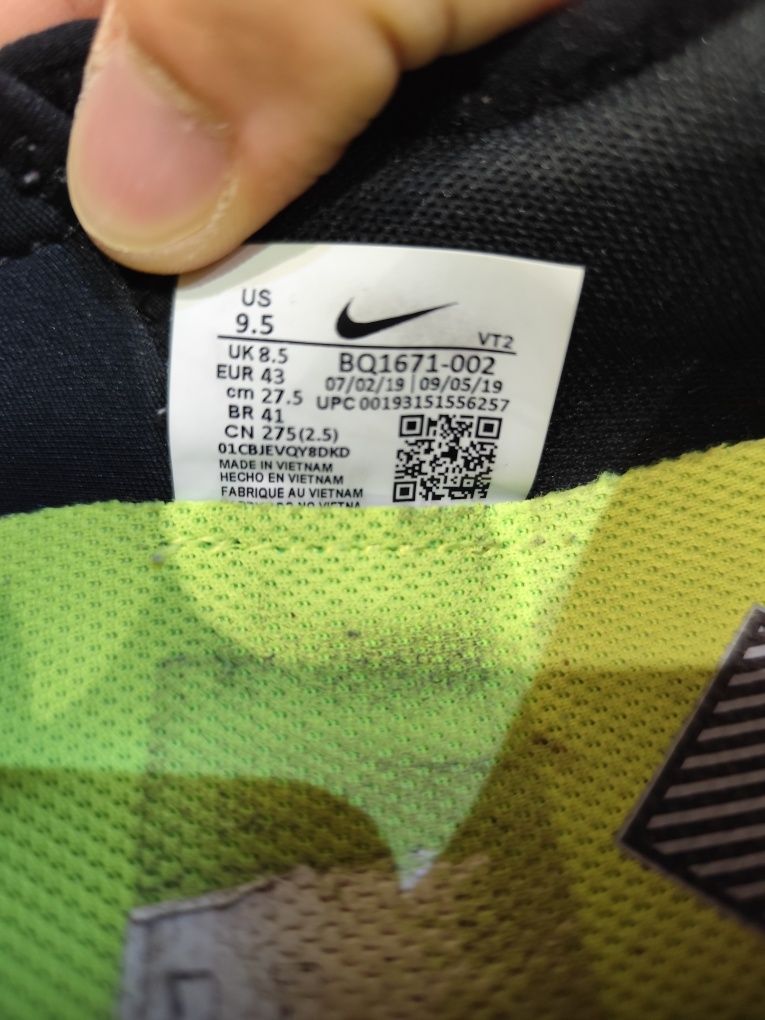 US
9.5
VT2
UK 8.5
BQ1671-002
EUR 43
07/02/19 | 09/05/19
cm 27.5
UPC 00193151556257
BR 41
CN 275(2.5)
01CBJEVQY8DKD
MADE IN VIETNAM
HECHO EN VIETNAM
FABRIQUE AU VIETNAM